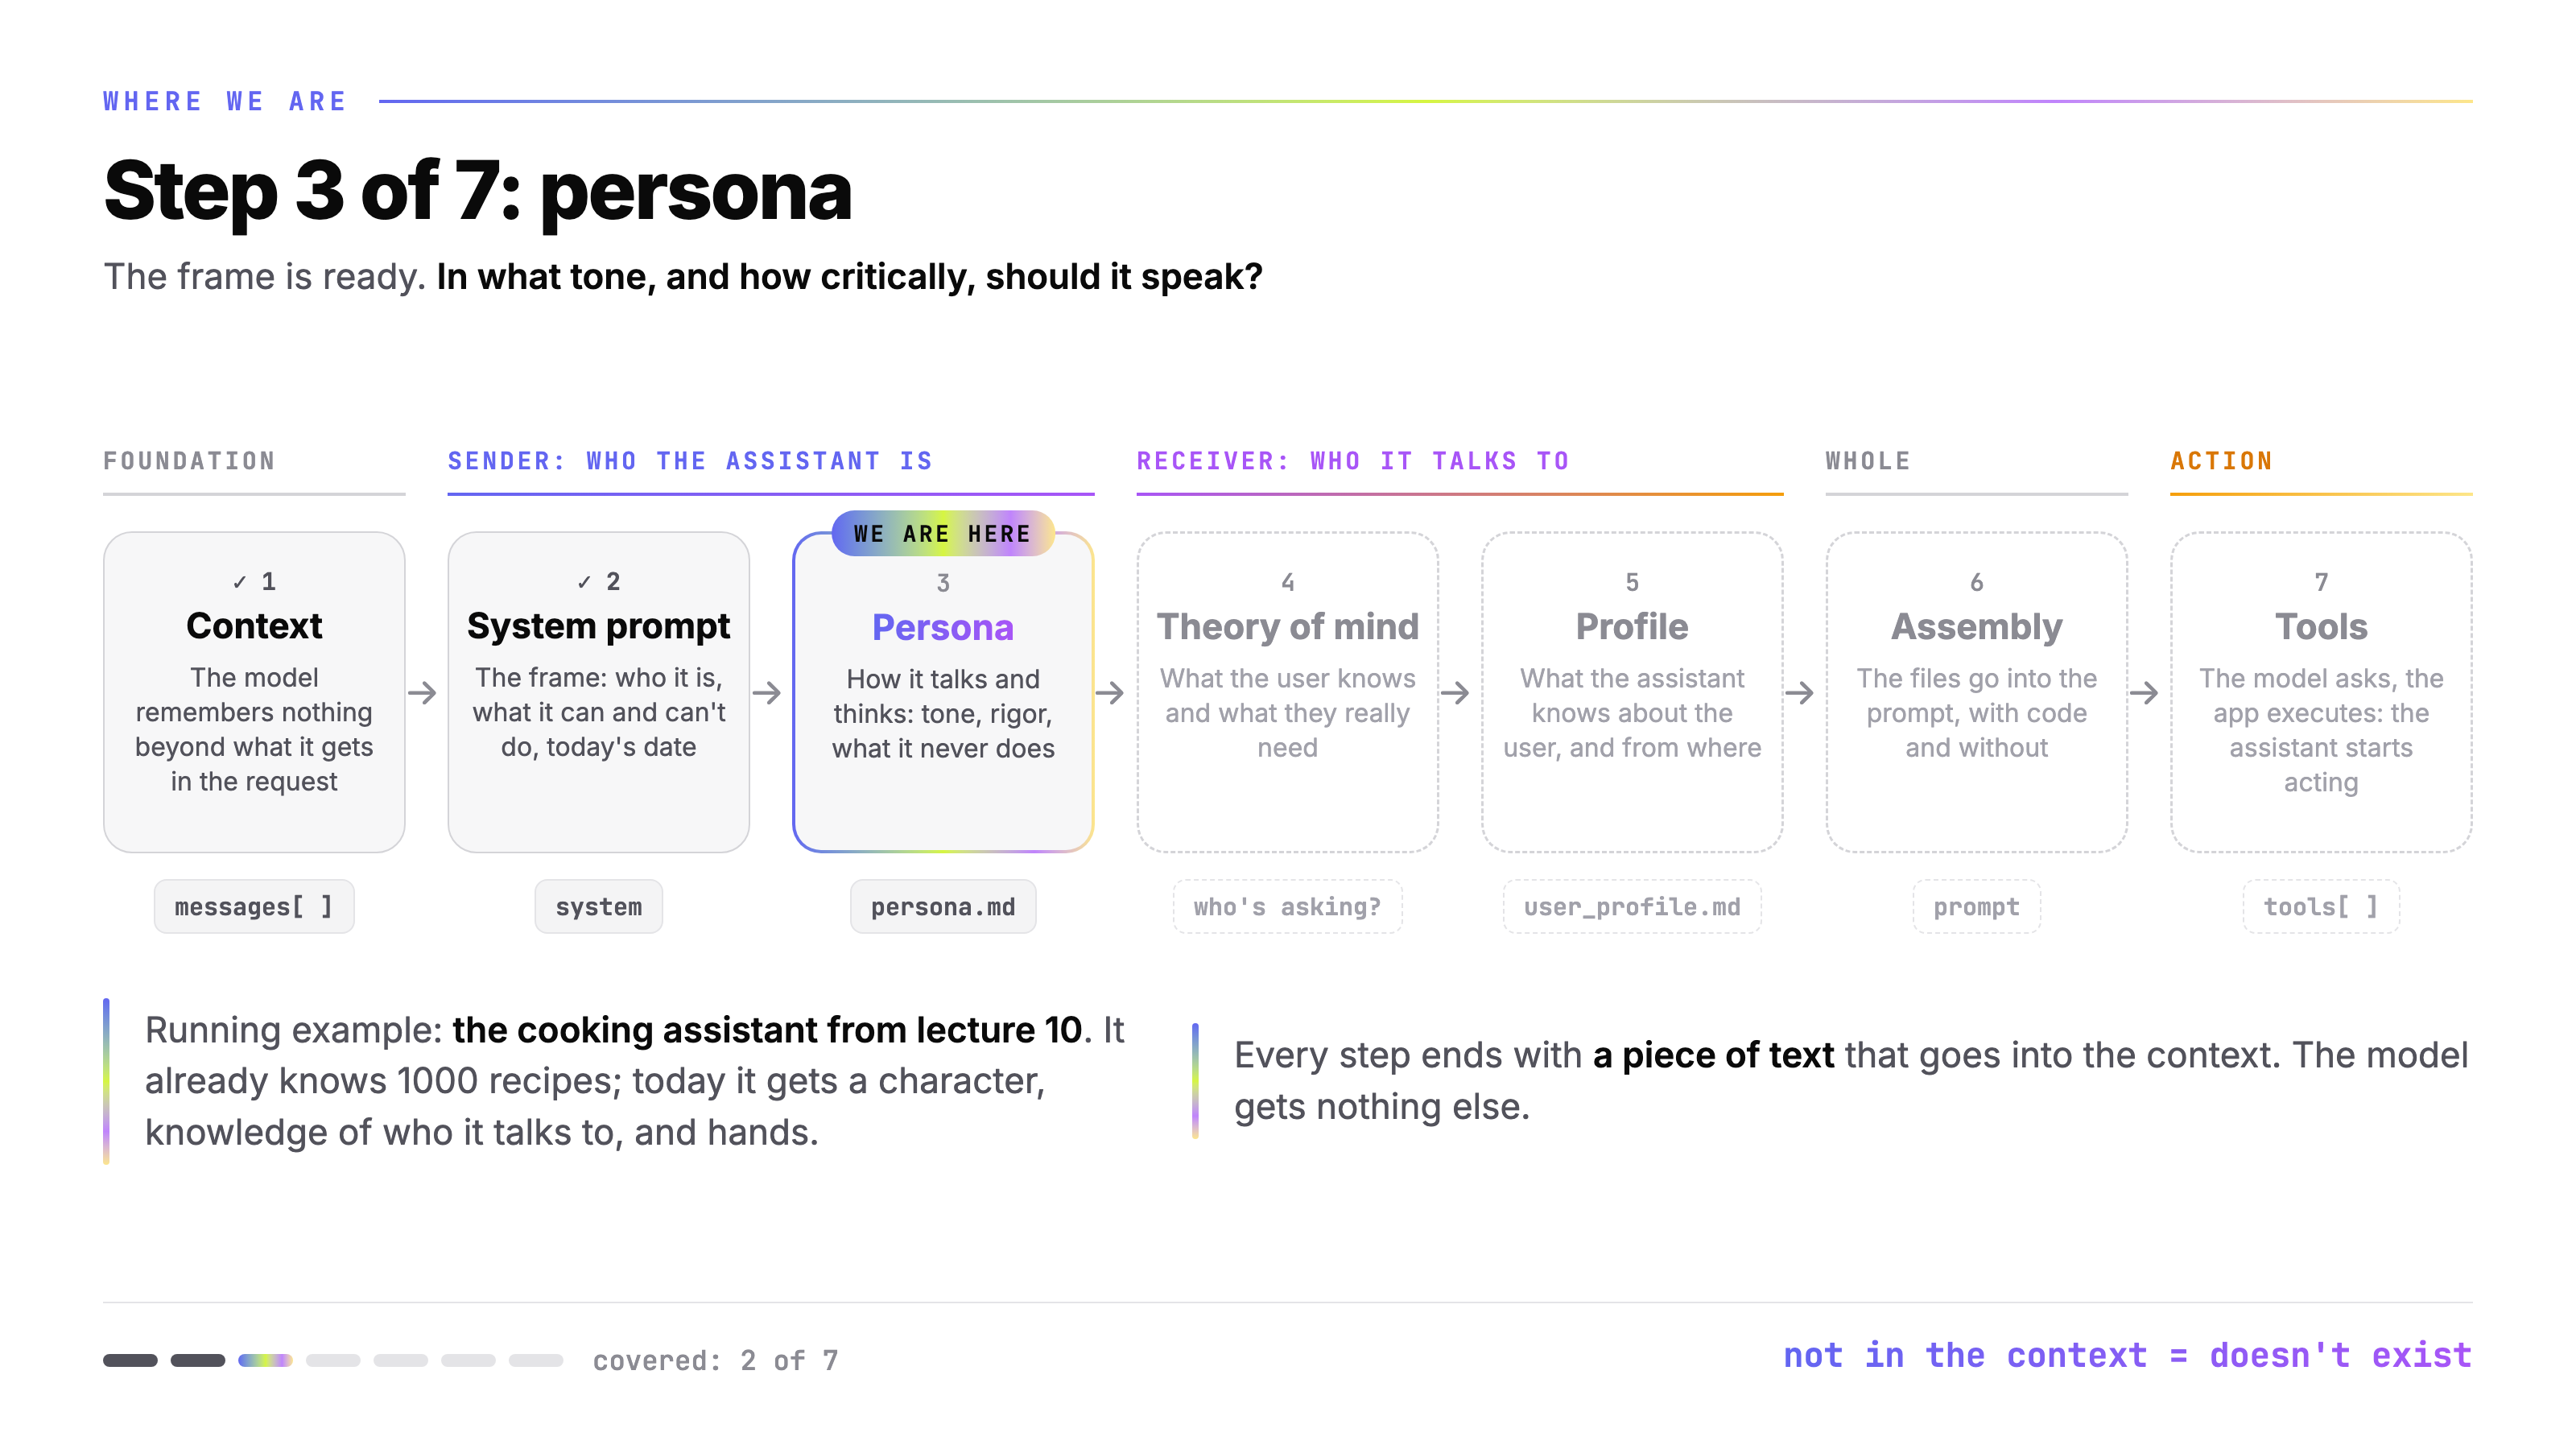 WHERE WE ARE
Step 3 of 7: persona
The frame is ready. In what tone, and how critically, should it speak?
FOUNDATION
SENDER: WHO THE ASSISTANT IS
RECEIVER: WHO IT TALKS TO
WHOLE
ACTION
✓ 1
Context
The model
remembers nothing
beyond what it gets
in the request
messages[ ]
✓ 2
System prompt
The frame: who it is,
what it can and can't
do, today's date
system
WE ARE HERE
3
Persona
How it talks and
thinks: tone, rigor,
what it never does
persona.md
4
Theory of mind
What the user knows
and what they really
need
who's asking?
5
Profile
What the assistant
knows about the
user, and from where
user_profile.md
6
Assembly
The files go into the
prompt, with code
and without
prompt
7
Tools
The model asks, the
app executes: the
assistant starts
acting
tools[ ]
Running example: the cooking assistant from lecture 10. It
already knows 1000 recipes; today it gets a character,
knowledge of who it talks to, and hands.
Every step ends with a piece of text that goes into the context. The model
gets nothing else.
covered: 2 of 7
not in the context = doesn't exist